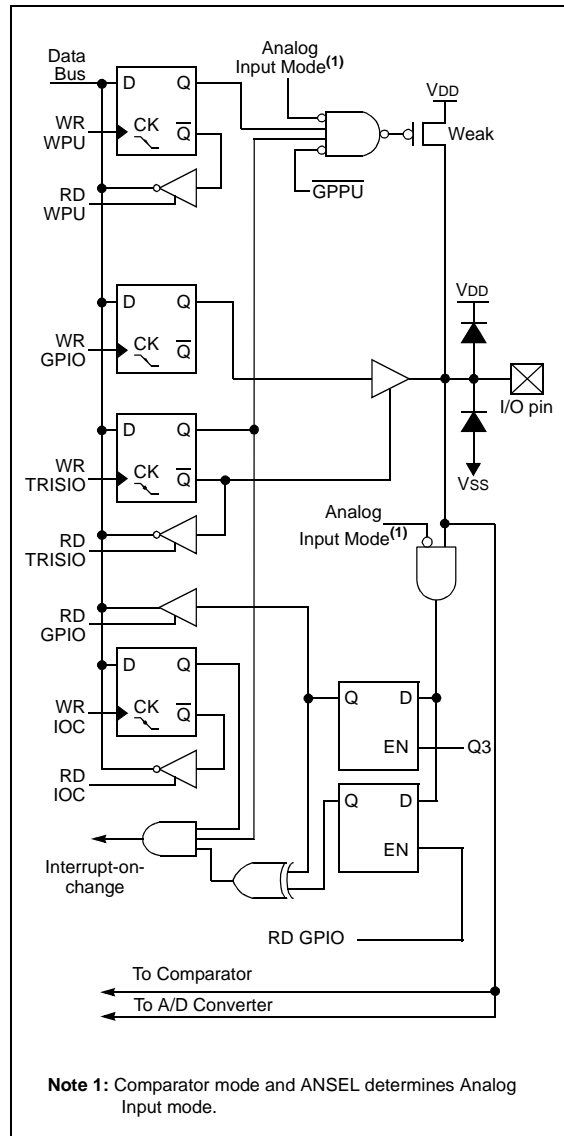 Data
Bus
D Q
WR
WPU
CK
Q
RD
WPU
Analog
Input Mode(1)
GPPU
VDD
Weak
D Q
WR
GPIO
CK
Q
VDD
I/O pin
VSS
D Q
WR
TRISIO
CK
Q
RD
TRISIO
Analog
Input Mode(1)
RD
GPIO
D Q
WR
IOC
CK
Q
RD
IOC
Q D
EN
Q3
Q D
EN
Interrupt-on-
change
RD GPIO
To Comparator
To A/D Converter
Note 1: Comparator mode and ANSEL determines Analog
Input mode.